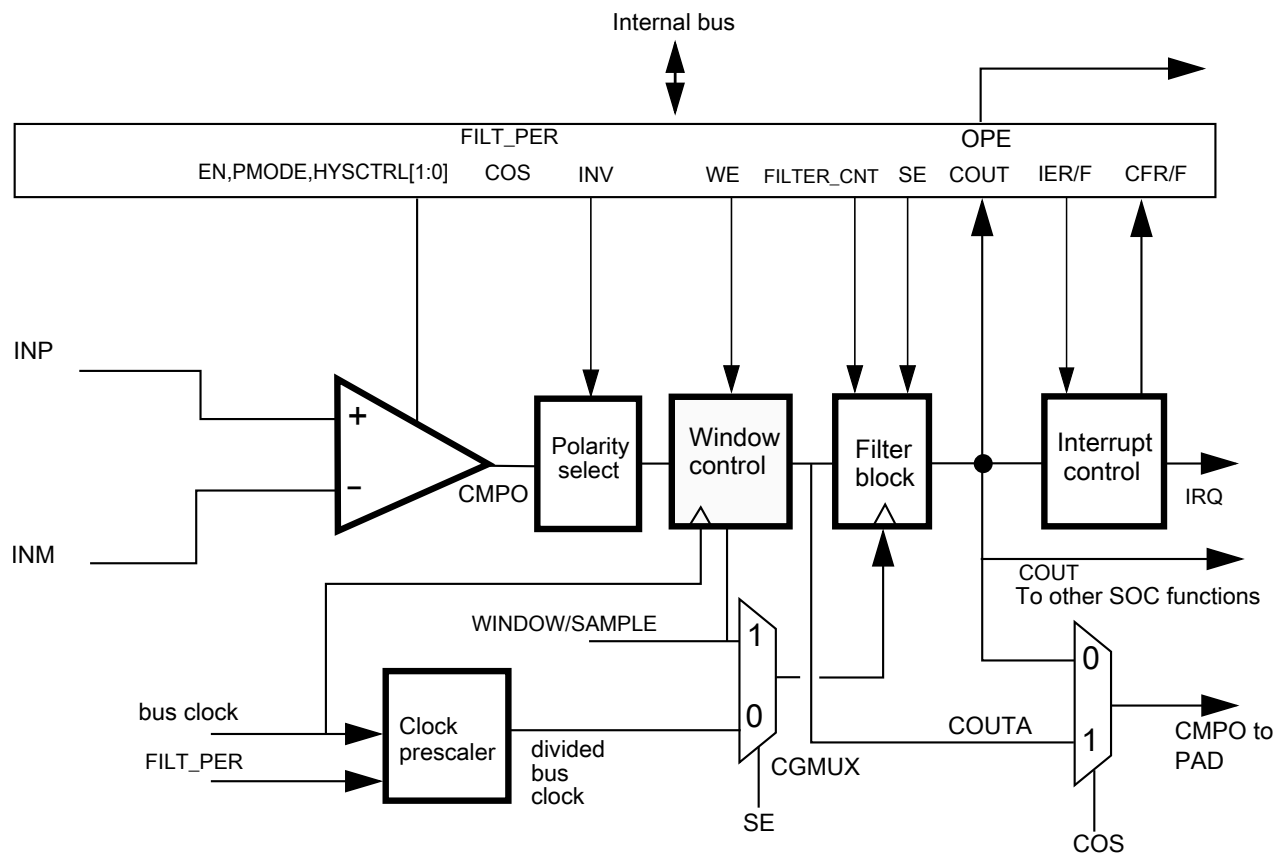 Internal bus
FILT_PER
OPE
EN,PMODE,HYSCTRL[1:0]
COS
INV
WE
FILTER_CNT
SE
COUT
IER/F
CFR/F
INP
+
Polarity
select
Window
control
Filter
block
Interrupt
control
−
CMPO
IRQ
INM
COUT
To other SOC functions
WINDOW/SAMPLE
1
0
0
bus clock
Clock
prescaler
FILT_PER
divided
bus
clock
COUTA
1
CMPO to
PAD
CGMUX
SE
COS